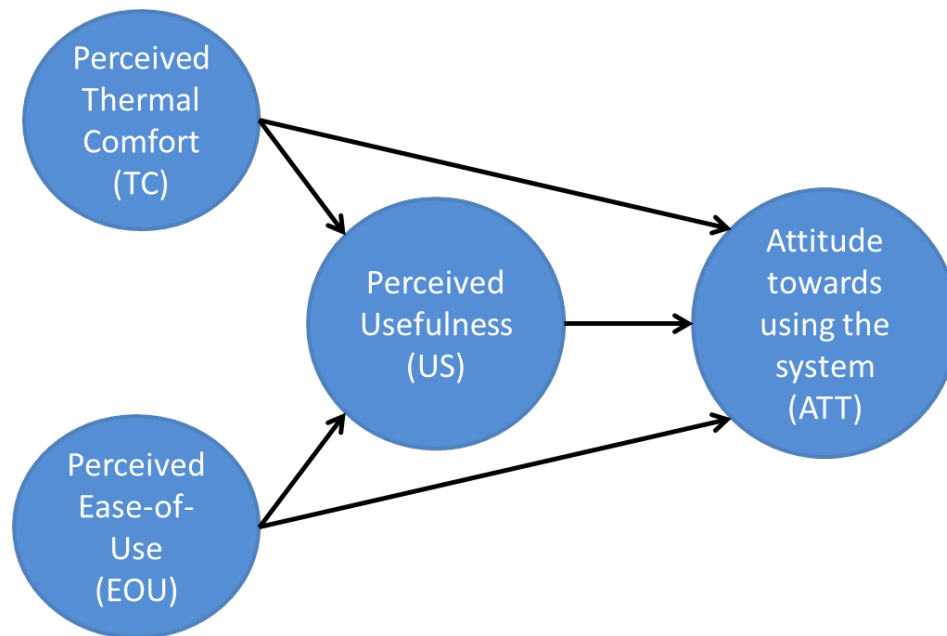 Perceived
Thermal
Comfort
(TC)
Perceived
Usefulness
(US)
Attitude
towards
using the
system
(ATT)
Perceived
Ease-of-
Use
(EOU)